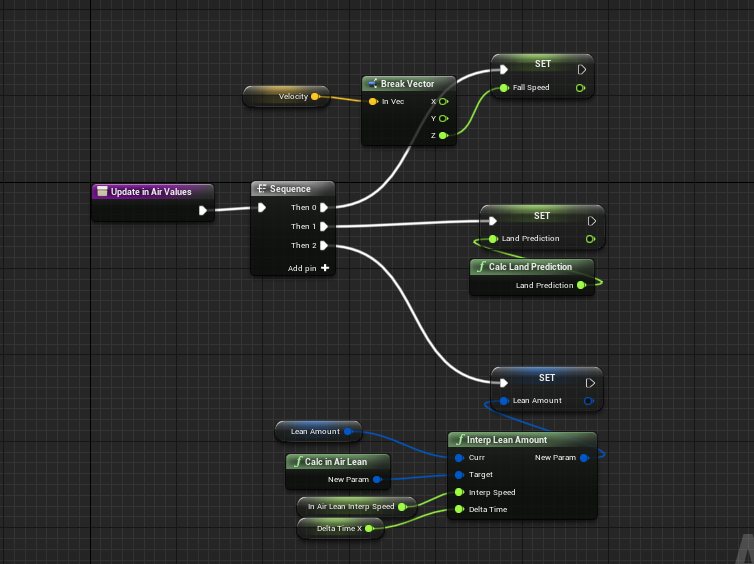 SET
Fall Speed
Break Vector
In Vec
X
Y
Z
Velocity
Update in Air Values
Sequence
Then 0
Then 1
Then 2
Add pin
SET
Land Prediction
f Calc Land Prediction
Land Prediction
SET
Lean Amount
Lean Amount
f Calc in Air Lean
New Param
In Air Lean Interp Speed
Delta Time X
f Interp Lean Amount
Curr New Param
Target
Interp Speed
Delta Time